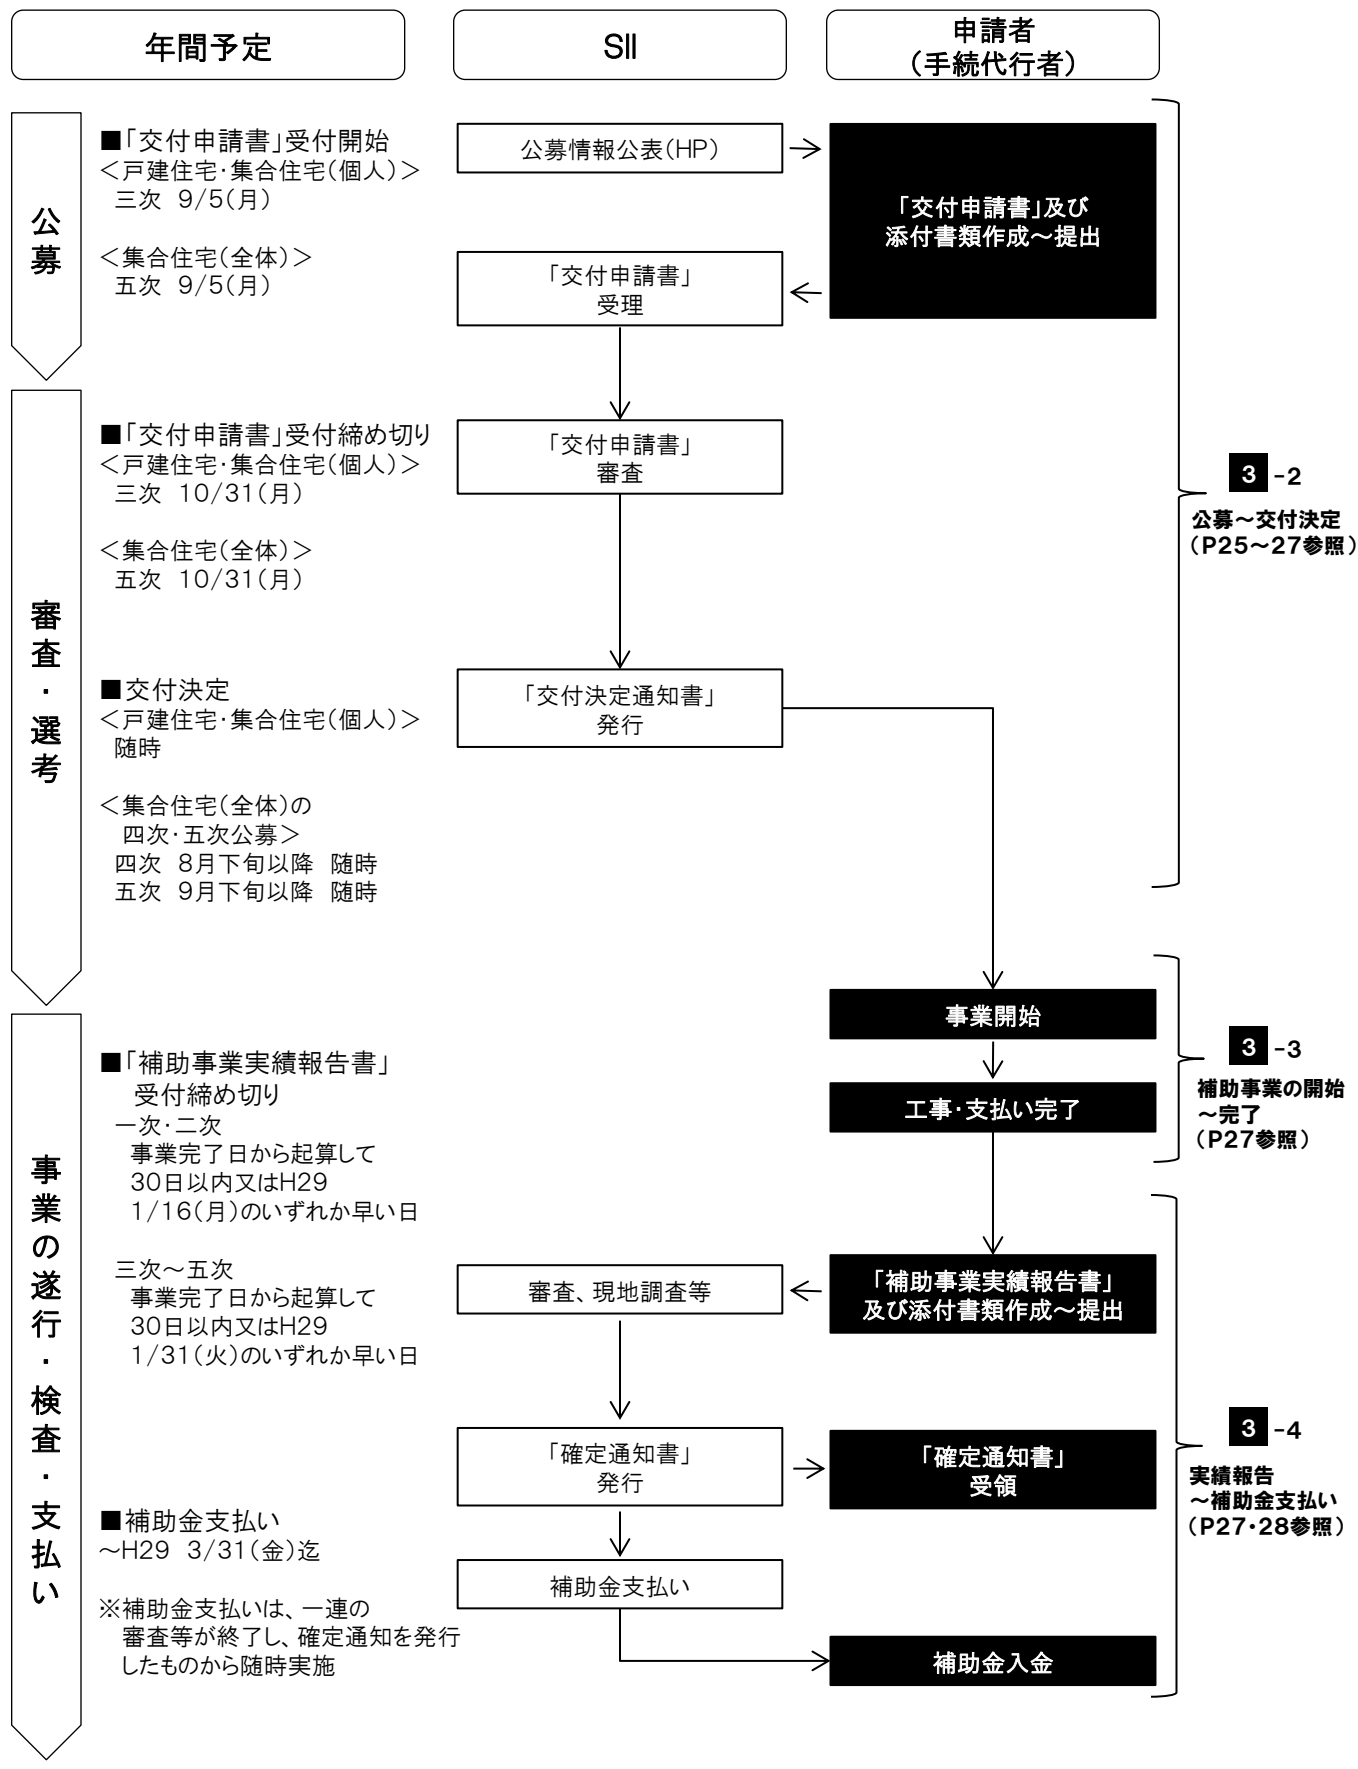 年間予定
SII
申請者
（手続代行者）
公募
■「交付申請書」受付開始
＜戸建住宅・集合住宅（個人）＞
三次 9/5（月）
＜集合住宅（全体）＞
五次 9/5（月）
公募情報公表（HP）
「交付申請書」及び
添付書類作成～提出
「交付申請書」
受理
審査・選考
■「交付申請書」受付締め切り
＜戸建住宅・集合住宅（個人）＞
三次 10/31（月）
＜集合住宅（全体）＞
五次 10/31（月）
「交付申請書」
審査
3 -2
公募～交付決定
（P25～27参照）
■交付決定
＜戸建住宅・集合住宅（個人）＞
随時
＜集合住宅（全体）の
四次・五次公募＞
四次 8月下旬以降 随時
五次 9月下旬以降 随時
「交付決定通知書」
発行
事業の遂行・検査・支払い
事業開始
工事・支払い完了
3 -3
補助事業の開始
～完了
（P27参照）
■「補助事業実績報告書」
受付締め切り
一次・二次
事業完了日から起算して
30日以内又はH29
1/16（月）のいずれか早い日
三次～五次
事業完了日から起算して
30日以内又はH29
1/31（火）のいずれか早い日
審査、現地調査等
「補助事業実績報告書」
及び添付書類作成～提出
「確定通知書」
発行
「確定通知書」
受領
3 -4
実績報告
～補助金支払い
（P27・28参照）
■補助金支払い
～H29 3/31（金）迄
※補助金支払いは、一連の
審査等が終了し、確定通知を発行
したものから随時実施
補助金支払い
補助金入金